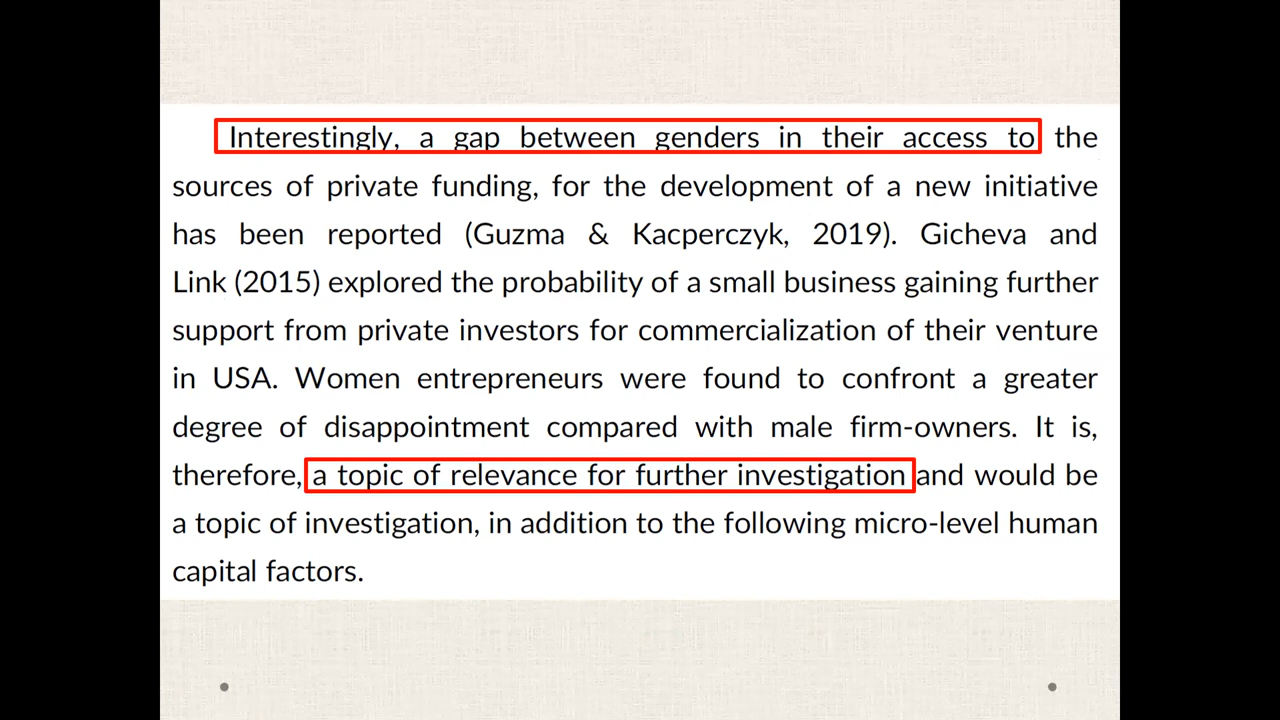 Interestingly, a gap between genders in their access to the
sources of private funding, for the development of a new initiative
has been reported (Guzma & Kacperczyk, 2019). Gicheva and
Link (2015) explored the probability of a small business gaining further
support from private investors for commercialization of their venture
in USA. Women entrepreneurs were found to confront a greater
degree of disappointment compared with male firm-owners. It is,
therefore, a topic of relevance for further investigation and would be
a topic of investigation, in addition to the following micro-level human
capital factors.